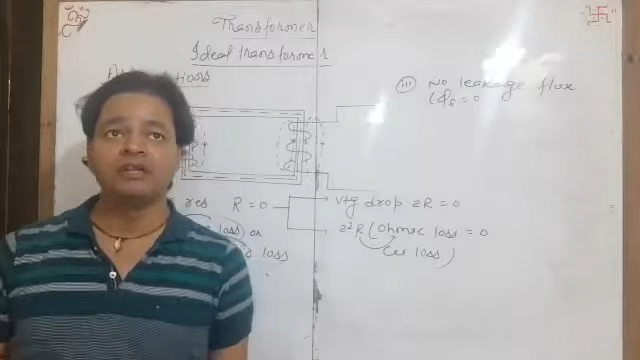 Transformer
Ideal transformer
iii No leakage flux
(Φℓ = 0
res R = 0
vtg drop IR = 0
loss) or
I²R (Ohmic loss = 0
loss
(cu loss)